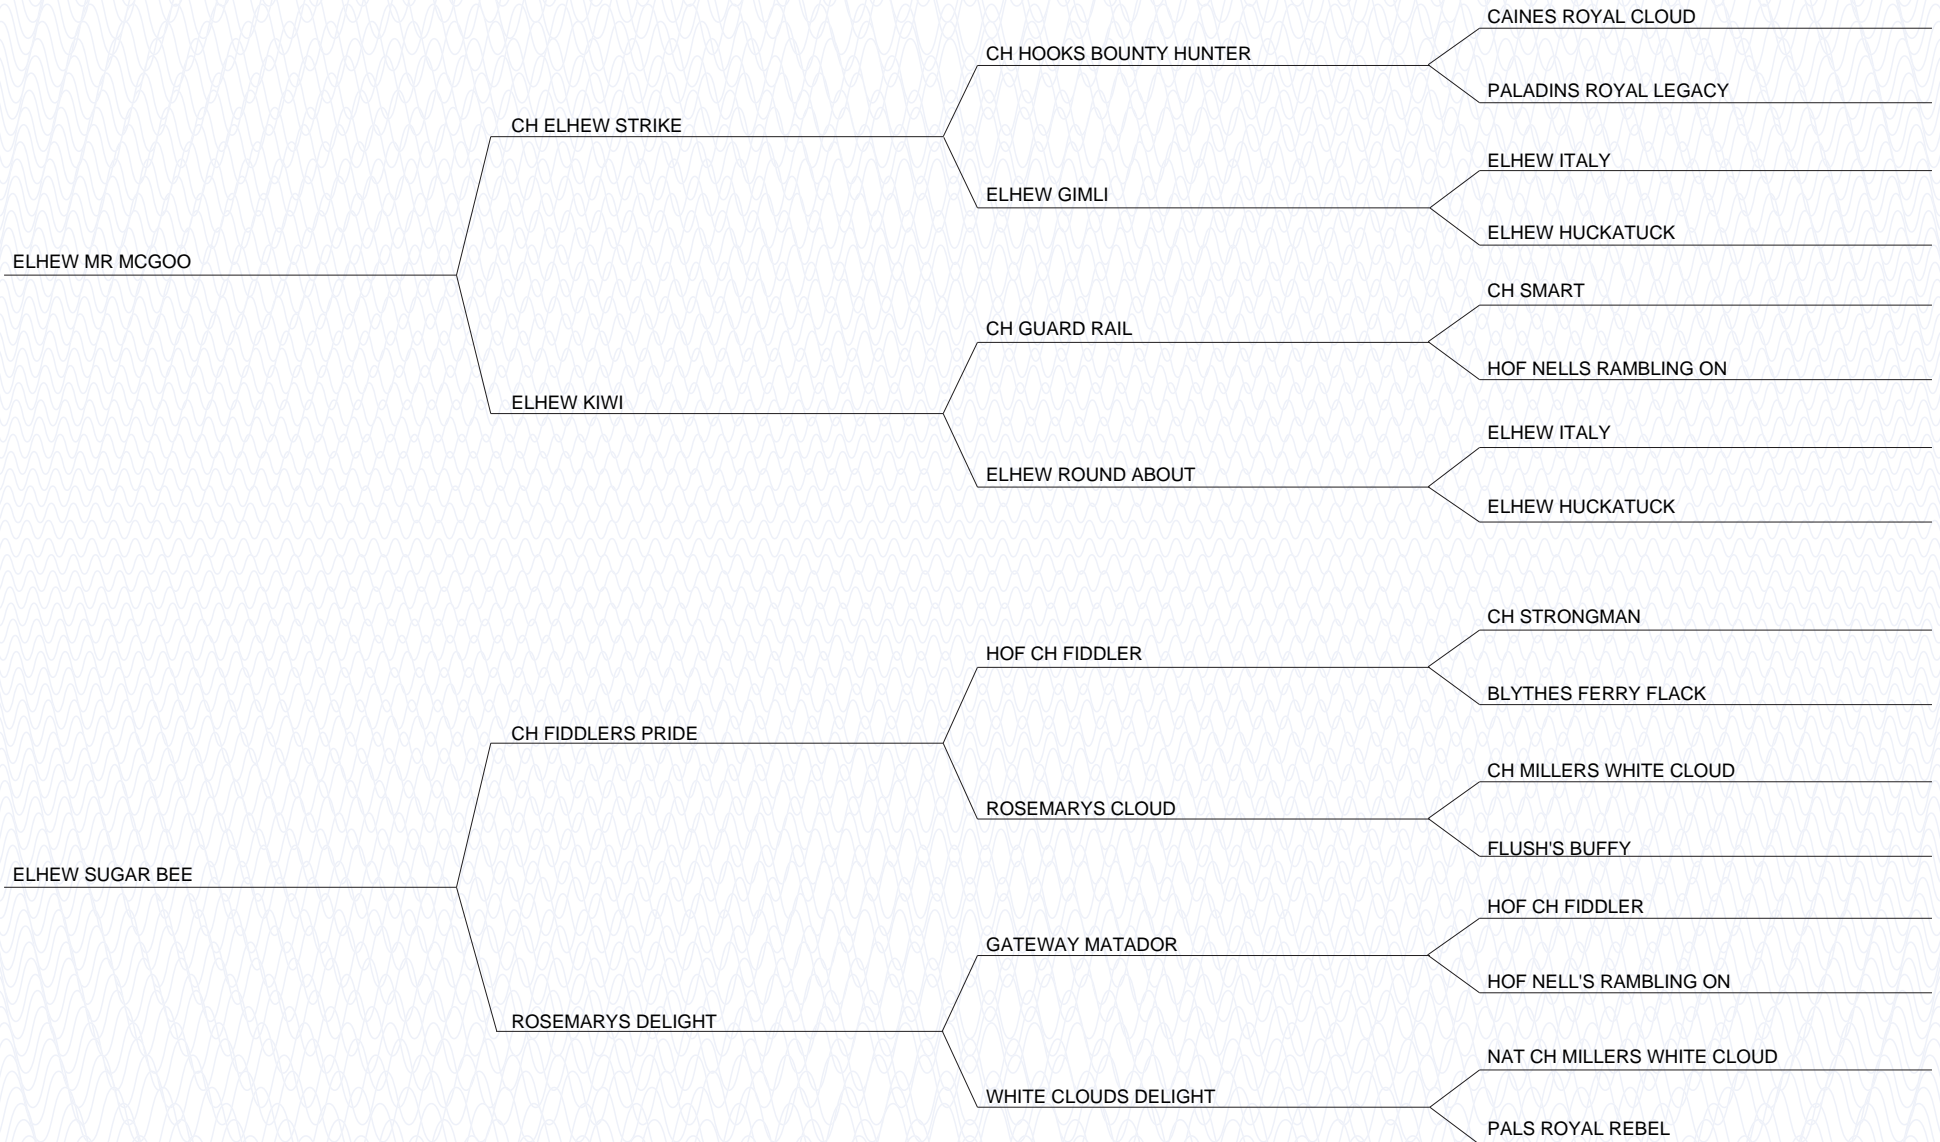 CAINES ROYAL CLOUD
CH HOOKS BOUNTY HUNTER
PALADINS ROYAL LEGACY
CH ELHEW STRIKE
ELHEW ITALY
ELHEW GIMLI
ELHEW HUCKATUCK
ELHEW MR MCGOO
CH SMART
CH GUARD RAIL
HOF NELLS RAMBLING ON
ELHEW KIWI
ELHEW ITALY
ELHEW ROUND ABOUT
ELHEW HUCKATUCK
CH STRONGMAN
HOF CH FIDDLER
BLYTHES FERRY FLACK
CH FIDDLERS PRIDE
CH MILLERS WHITE CLOUD
ROSEMARYS CLOUD
FLUSH'S BUFFY
ELHEW SUGAR BEE
HOF CH FIDDLER
GATEWAY MATADOR
HOF NELL'S RAMBLING ON
ROSEMARYS DELIGHT
NAT CH MILLERS WHITE CLOUD
WHITE CLOUDS DELIGHT
PALS ROYAL REBEL